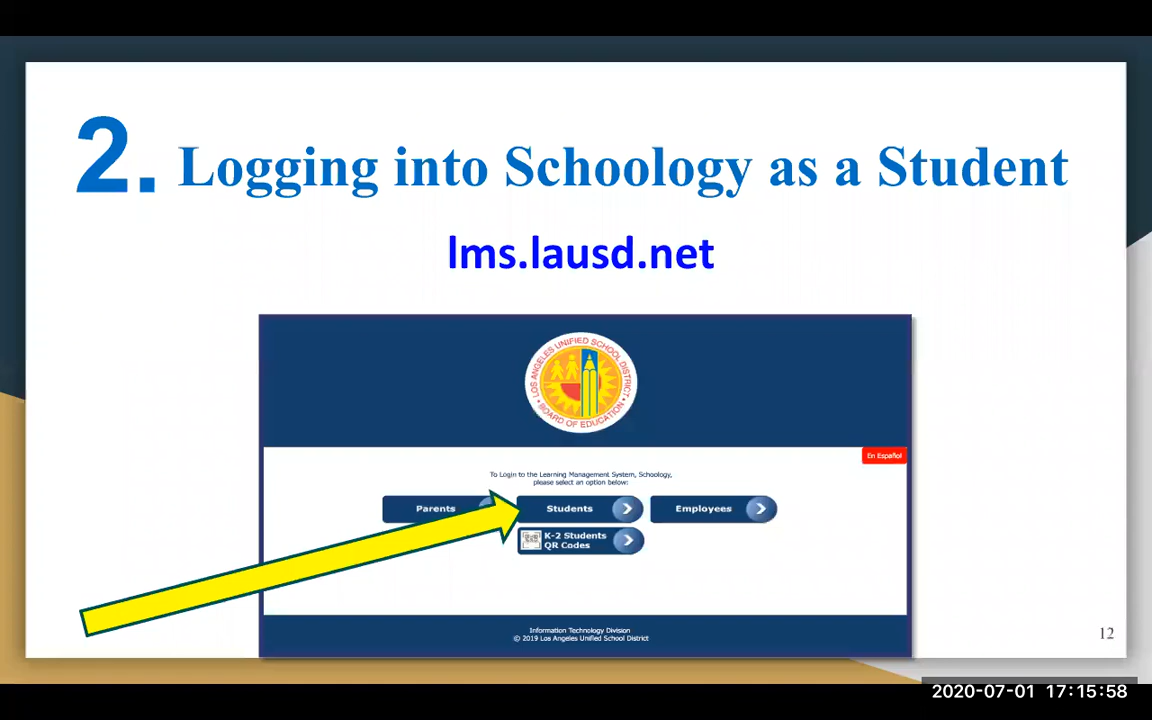 2. Logging into Schoology as a Student
lms.lausd.net
LOS ANGELES UNIFIED SCHOOL DISTRICT
• BOARD OF EDUCATION •
En Español
To Login to the Learning Management System, Schoology,
please select an option below:
Parents
Students
Employees
K-2 Students
QR Codes
Information Technology Division
© 2019 Los Angeles Unified School District
12
2020-07-01 17:15:58